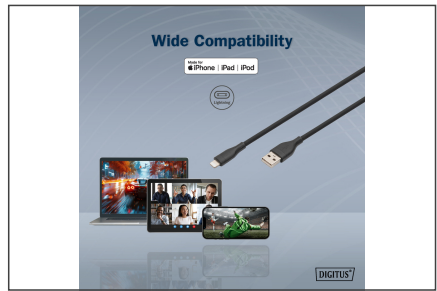 Wide Compatibility
Made for
iPhone | iPad | iPod
Lightning
DIGITUS®